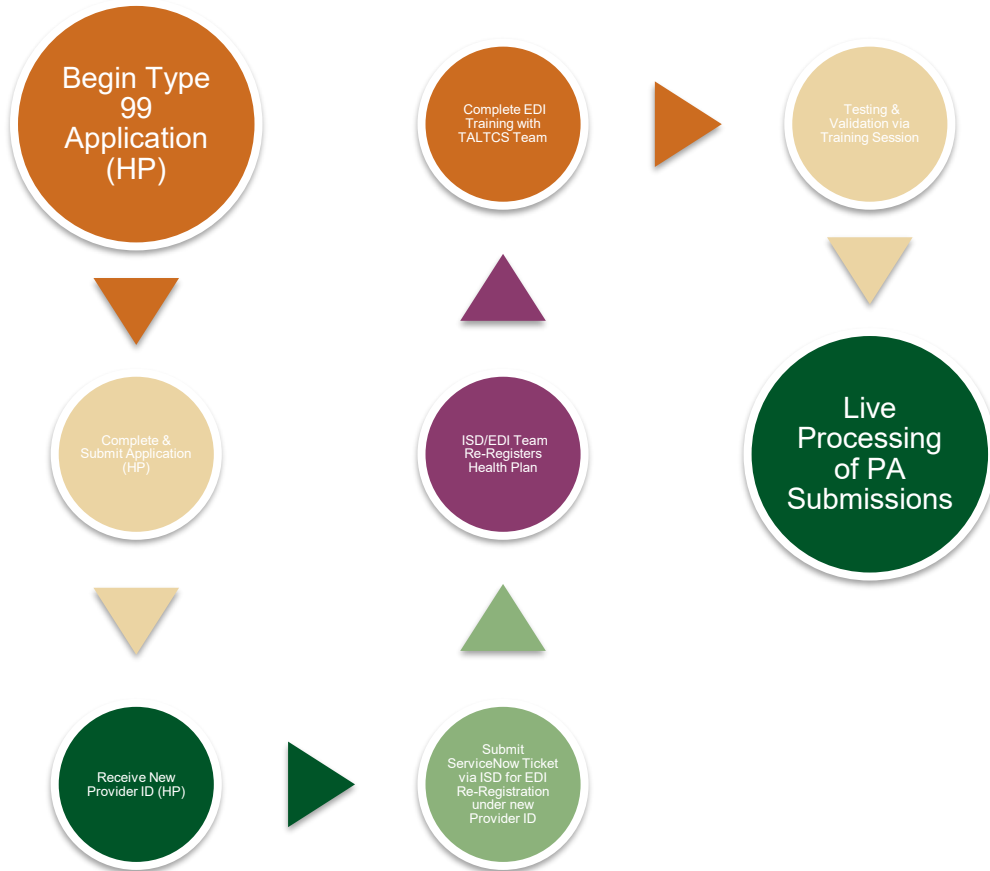 Begin Type
99
Application
(HP)
Complete &
Submit Application
(HP)
Receive New
Provider ID (HP)
Submit
ServiceNow Ticket
via ISD for EDI
Re-Registration
under new
Provider ID
ISD/EDI Team
Re-Registers
Health Plan
Complete EDI
Training with
TALTCS Team
Testing &
Validation via
Training Session
Live
Processing
of PA
Submissions